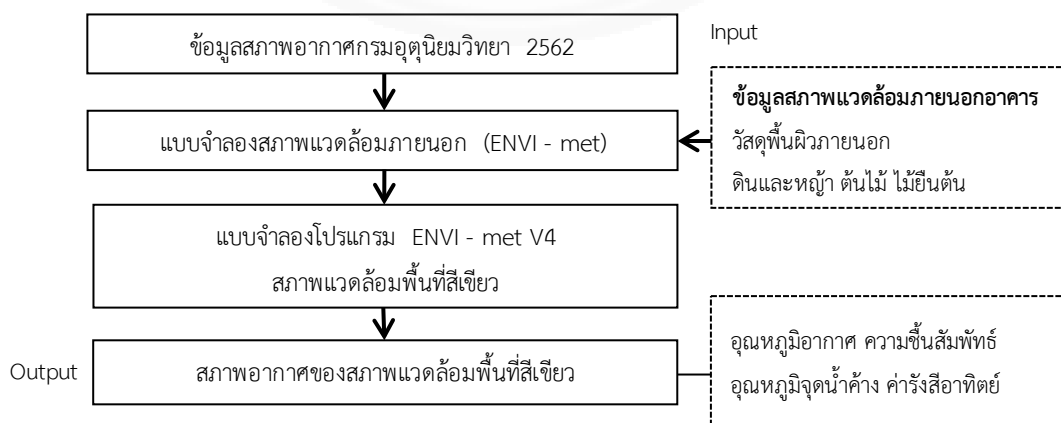 ข้อมูลสภาพอากาศกรมอุตุนิยมวิทยา 2562
Input
ข้อมูลสภาพแวดล้อมภายนอกอาคาร
วัสดุพื้นผิวภายนอก
ดินและหญ้า ต้นไม้ ไม้ยืนต้น
แบบจำลองสภาพแวดล้อมภายนอก (ENVI - met)
แบบจำลองโปรแกรม ENVI - met V4
สภาพแวดล้อมพื้นที่สีเขียว
Output
สภาพอากาศของสภาพแวดล้อมพื้นที่สีเขียว
อุณหภูมิอากาศ ความชื้นสัมพัทธ์
อุณหภูมิจุดน้ำค้าง ค่ารังสีอาทิตย์